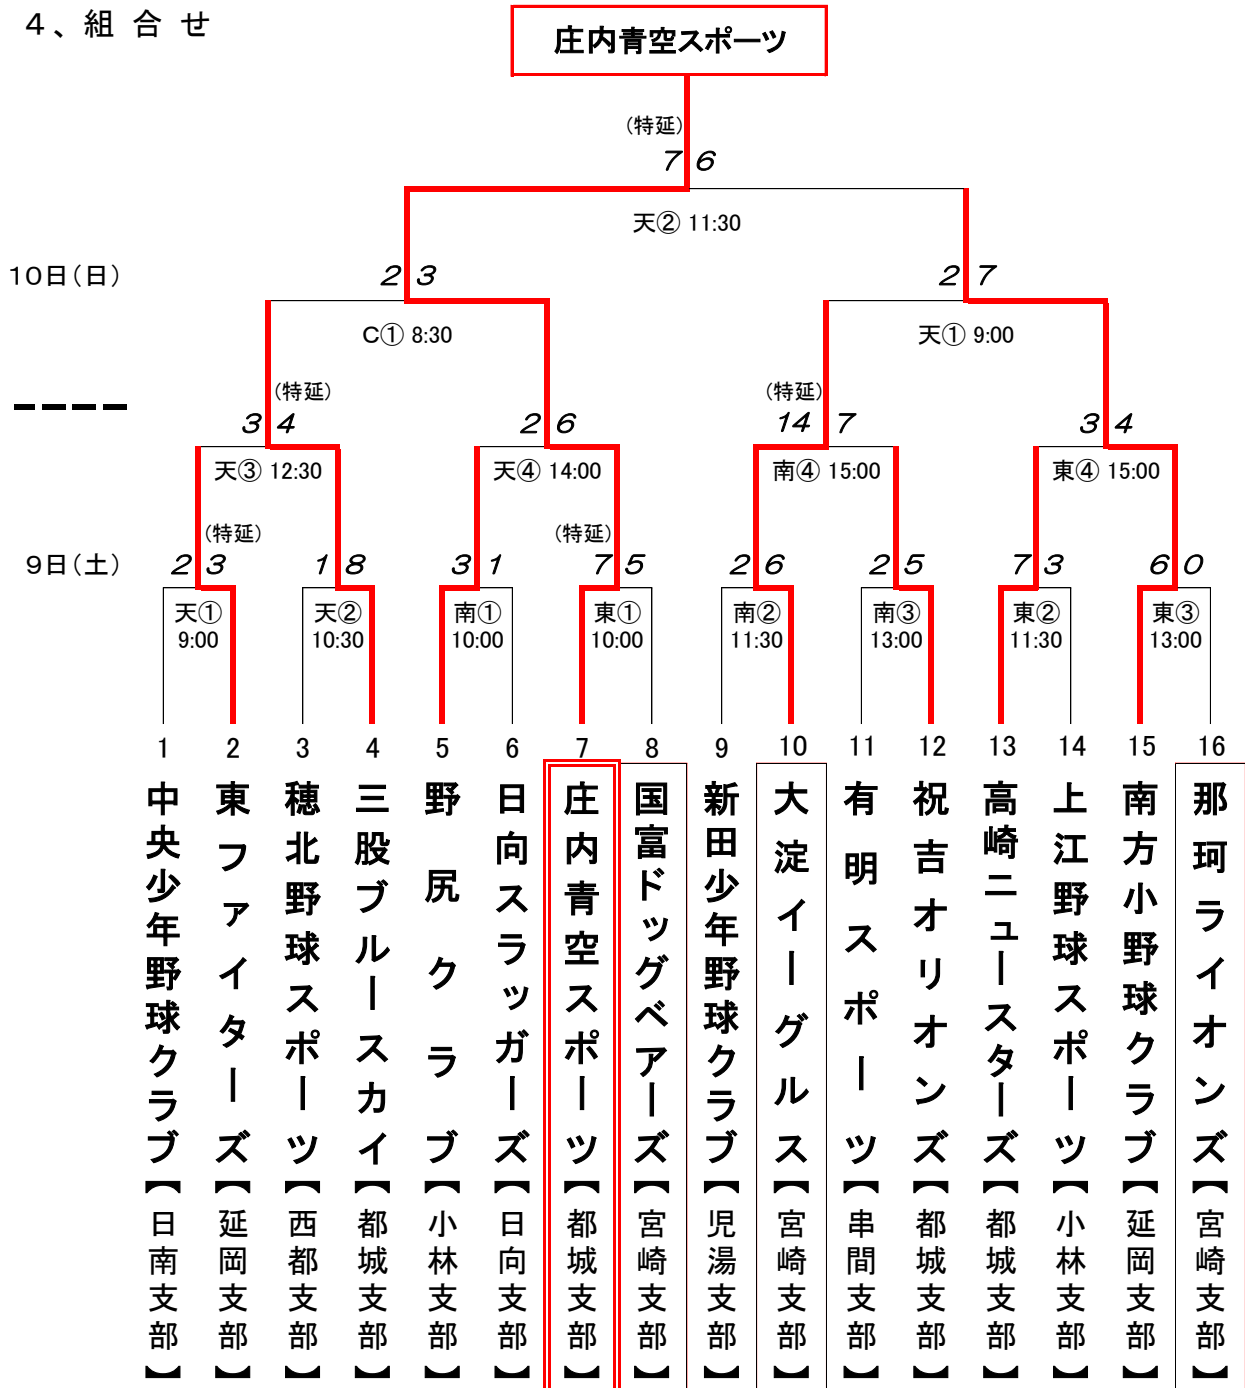 ４、組 合 せ
庄内青空スポーツ
(特延)
7 6
天② 11:30
10日(日)
2 3
2 7
C① 8:30
天① 9:00
(特延)
(特延)
3 4
2 6
14 7
3 4
天③ 12:30
天④ 14:00
南④ 15:00
東④ 15:00
(特延)
(特延)
9日(土)
2 3
1 8
3 1
7 5
2 6
2 5
7 3
6 0
天①
9:00
天②
10:30
南①
10:00
東①
10:00
南②
11:30
南③
13:00
東②
11:30
東③
13:00
1 2 3 4 5 6 7 8 9 10 11 12 13 14 15 16
中央少年野球クラブ【日南支部】
東ファイターズ【延岡支部】
穂北野球スポーツ【西都支部】
三股ブルースカイ【都城支部】
野尻クラブ【小林支部】
日向スラッガーズ【日向支部】
庄内青空スポーツ【都城支部】
国富ドッグベアーズ【宮崎支部】
新田少年野球クラブ【児湯支部】
大淀イーグルス【宮崎支部】
有明スポーツ【串間支部】
祝吉オリオンズ【都城支部】
高崎ニュースターズ【都城支部】
上江野球スポーツ【小林支部】
南方小野球クラブ【延岡支部】
那珂ライオンズ【宮崎支部】